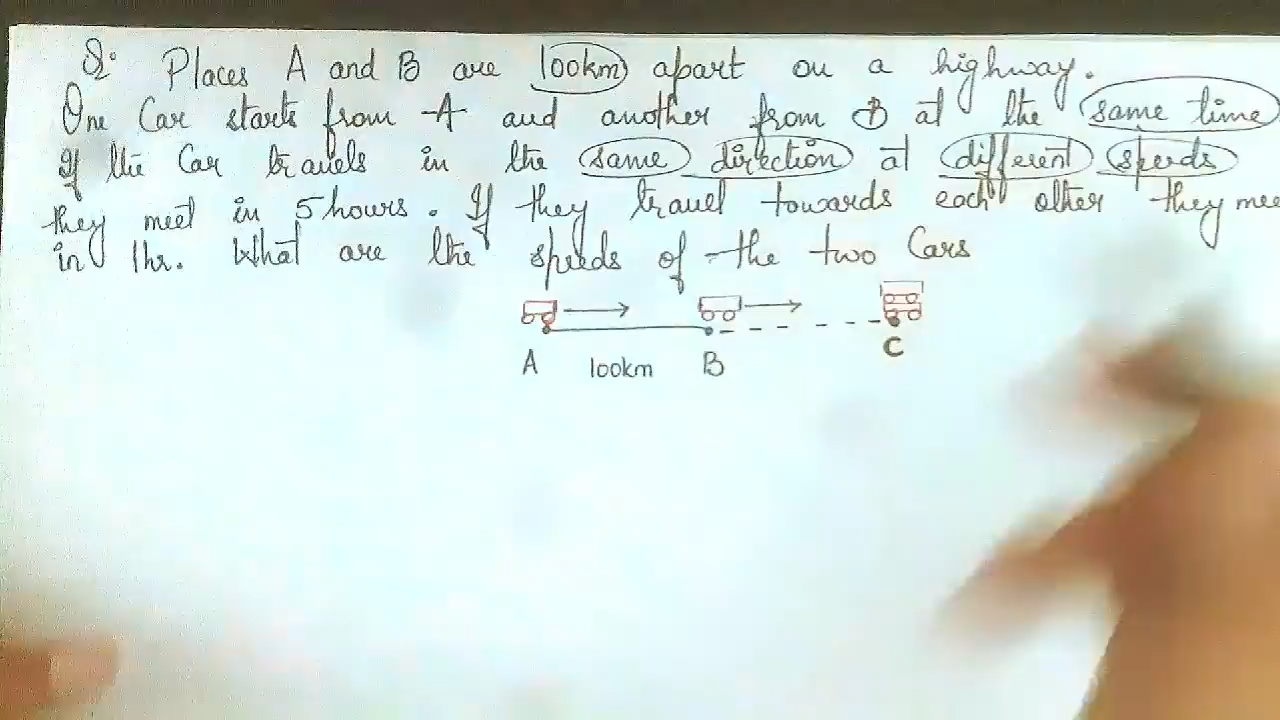 Q. Places A and B are 100km apart on a highway.
One Car starts from A and another from B at the same time
If the Car travels in the same direction at different speeds
they meet in 5 hours. If they travel towards each other they mee
in 1hr. What are the speeds of the two Cars
A 100km B C